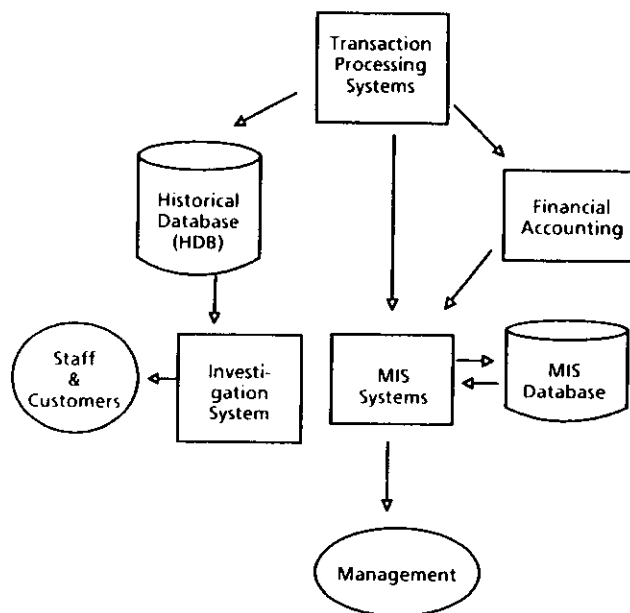 Transaction
Processing
Systems
Historical
Database
(HDB)
Financial
Accounting
Staff
&
Customers
Investi-
gation
System
MIS
Systems
MIS
Database
Management